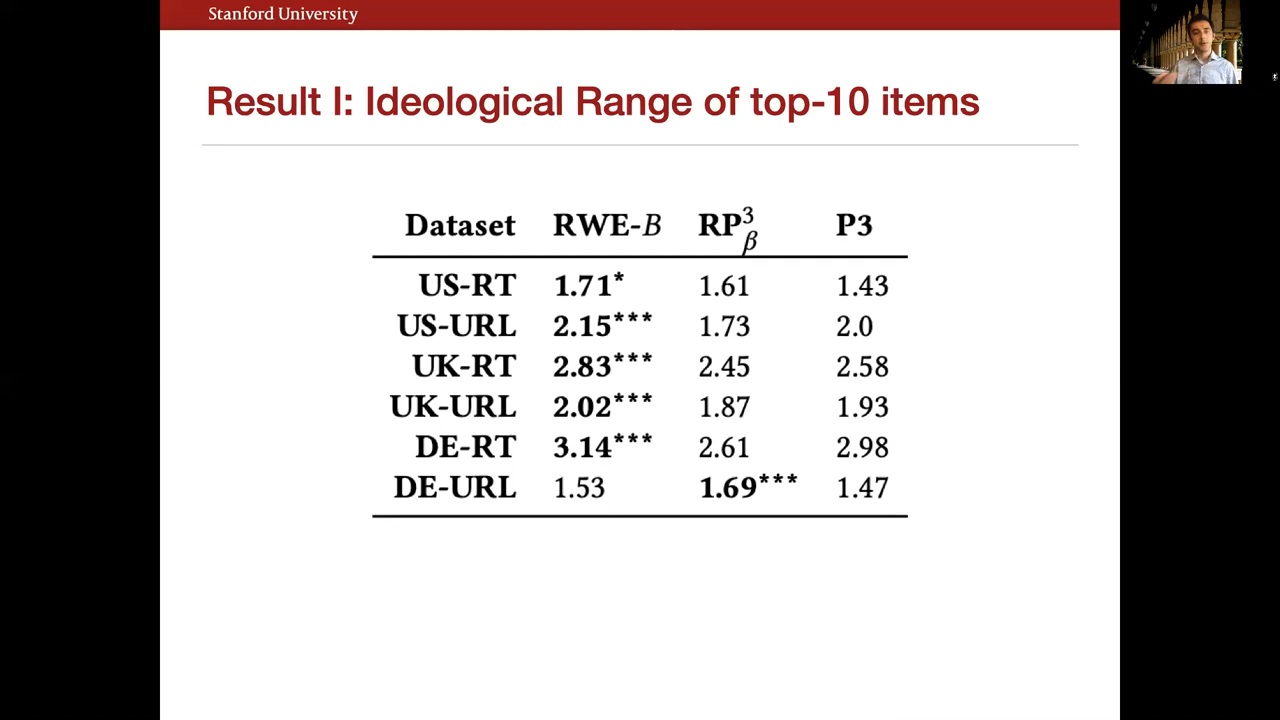 Stanford University
Result I: Ideological Range of top-10 items
Dataset RWE-B RP³ᵦ P3
US-RT 1.71* 1.61 1.43
US-URL 2.15*** 1.73 2.0
UK-RT 2.83*** 2.45 2.58
UK-URL 2.02*** 1.87 1.93
DE-RT 3.14*** 2.61 2.98
DE-URL 1.53 1.69*** 1.47